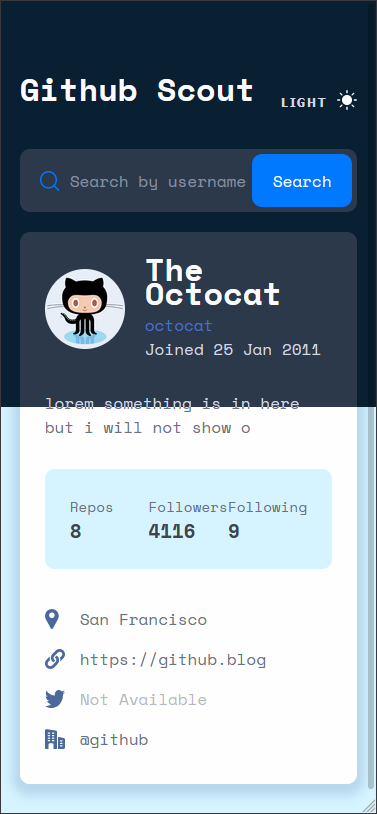 Github Scout
LIGHT
Search by username
Search
The
Octocat
octocat
Joined 25 Jan 2011
lorem something is in here
but i will not show o
Repos Followers Following
8 4116 9
San Francisco
https://github.blog
Not Available
@github